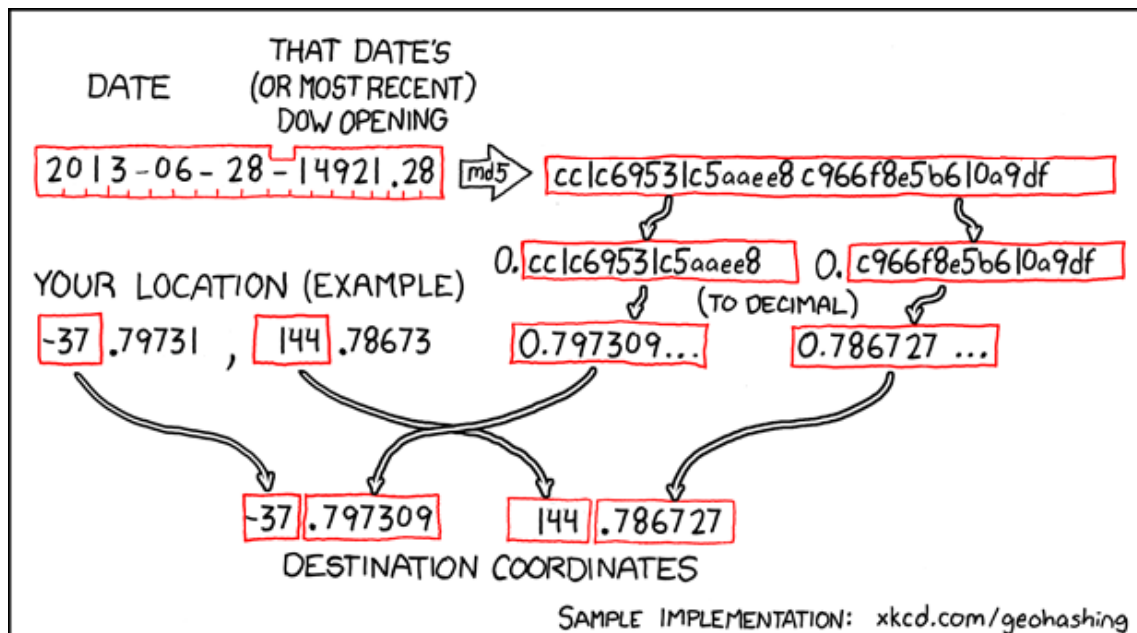 DATE
THAT DATE'S
(OR MOST RECENT)
DOW OPENING
2013-06-28-14921.28
md5
cc1c69531c5aaee8c966f8e5b610a9df
0.cc1c69531c5aaee8
0.c966f8e5b610a9df
(TO DECIMAL)
YOUR LOCATION (EXAMPLE)
-37.79731, 144.78673
0.797309...
0.786727 ...
-37.797309
144.786727
DESTINATION COORDINATES
SAMPLE IMPLEMENTATION: xkcd.com/geohashing